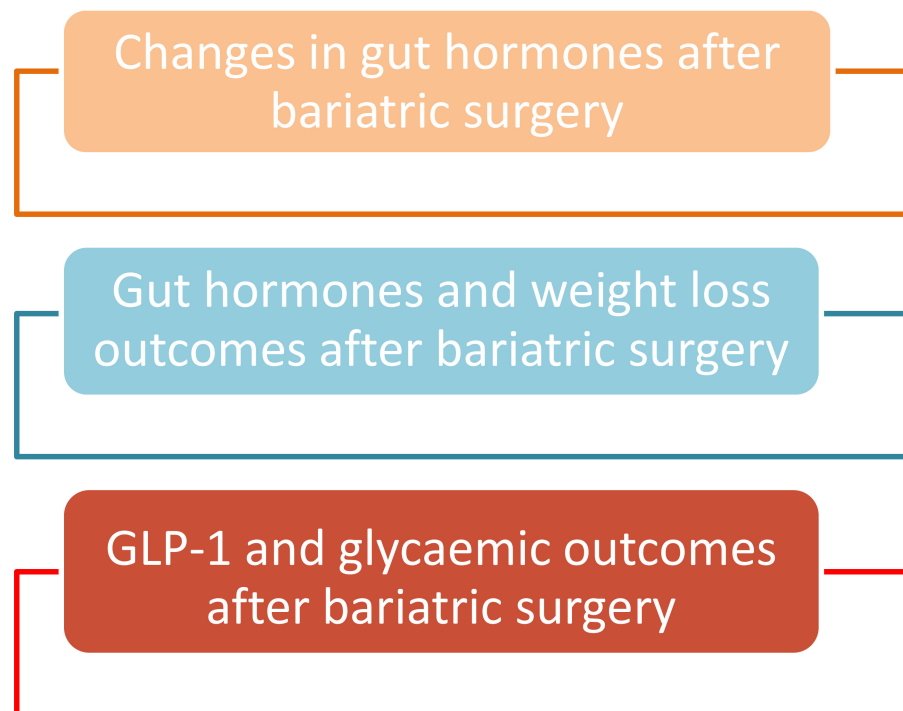 Changes in gut hormones after
bariatric surgery
Gut hormones and weight loss
outcomes after bariatric surgery
GLP-1 and glycaemic outcomes
after bariatric surgery